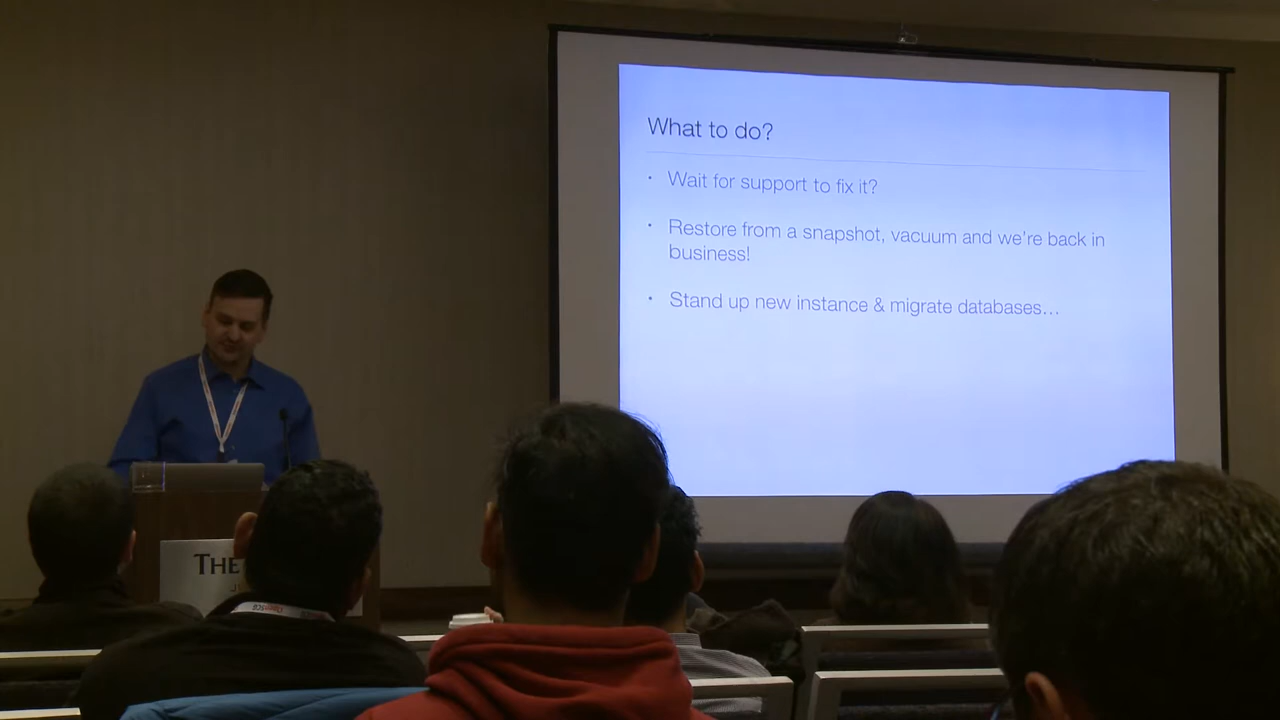 What to do?
• Wait for support to fix it?
• Restore from a snapshot, vacuum and we're back in
business!
• Stand up new instance & migrate databases…
THE